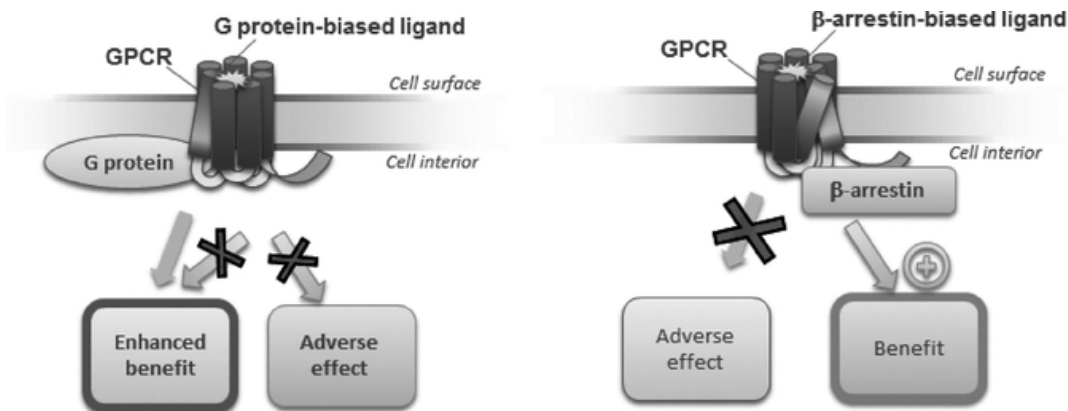 G protein-biased ligand
GPCR
Cell surface
G protein
Cell interior
Enhanced
benefit
Adverse
effect
β-arrestin-biased ligand
GPCR
Cell surface
Cell interior
β-arrestin
Adverse
effect
Benefit